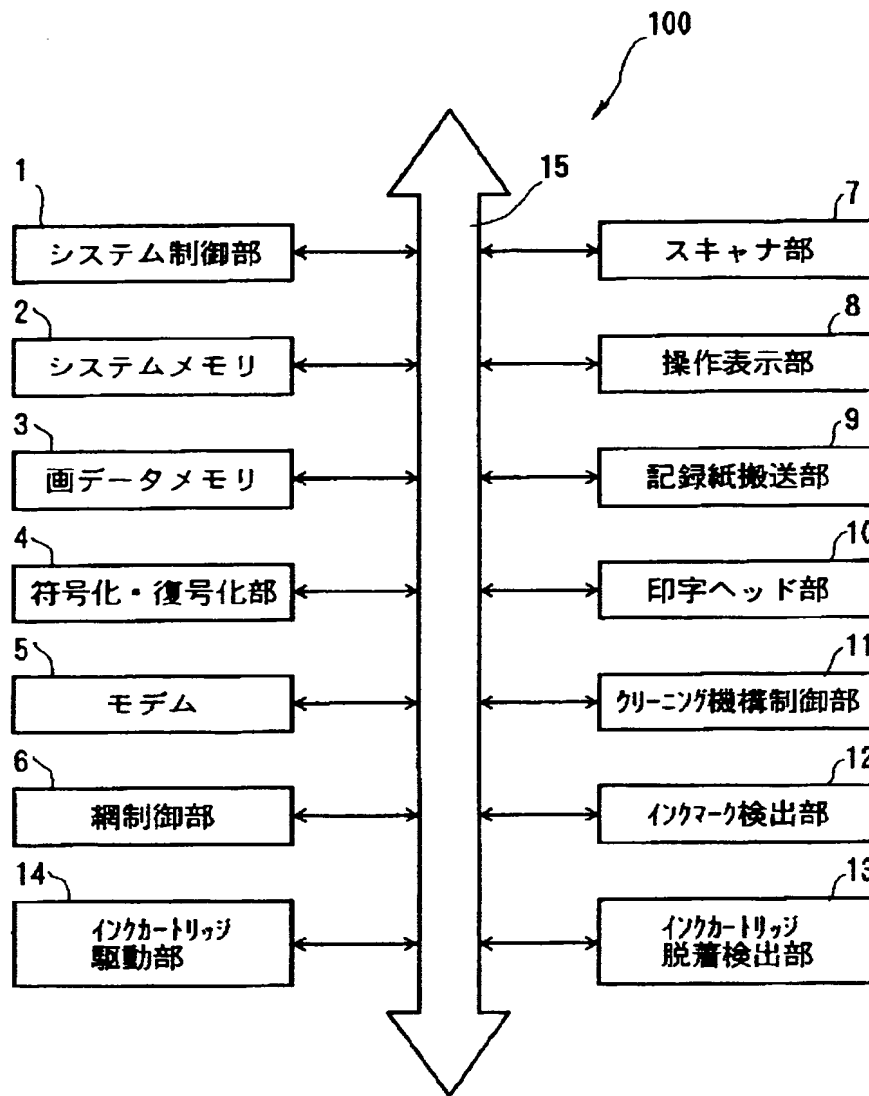 100
15
1
システム制御部
2
システムメモリ
3
画データメモリ
4
符号化・復号化部
5
モデム
6
網制御部
14
インクカートリッジ
駆動部
7
スキャナ部
8
操作表示部
9
記録紙搬送部
10
印字ヘッド部
11
クリーニング機構制御部
12
インクマーク検出部
13
インクカートリッジ
脱着検出部